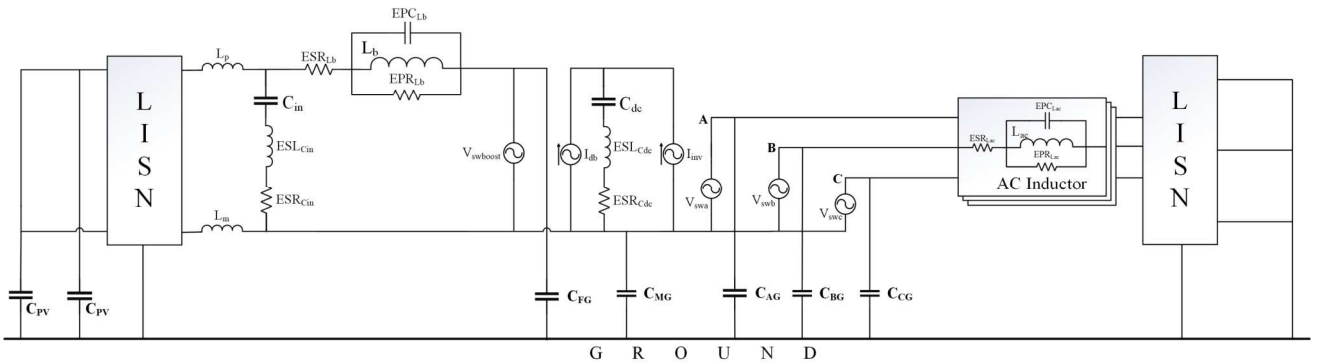 EPC_Lb
L_p
ESR_Lb
L_b
EPR_Lb
L
I
S
N
C_in
ESL_Cin
ESR_Cin
L_m
V_swboost
I_db
C_dc
ESL_Cdc
ESR_Cdc
I_inv
A
B
C
V_swa
V_swb
V_swc
EPC_Lac
ESR_Lac
L_ac
EPR_Lac
AC Inductor
L
I
S
N
C_PV
C_PV
C_FG
C_MG
C_AG
C_BG
C_CG
G R O U N D